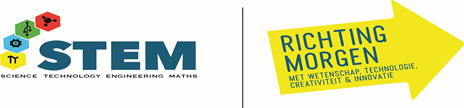 STEM
SCIENCE TECHNOLOGY ENGINEERING MATHS
RICHTING
MORGEN
MET WETENSCHAP, TECHNOLOGIE,
CREATIVITEIT & INNOVATIE